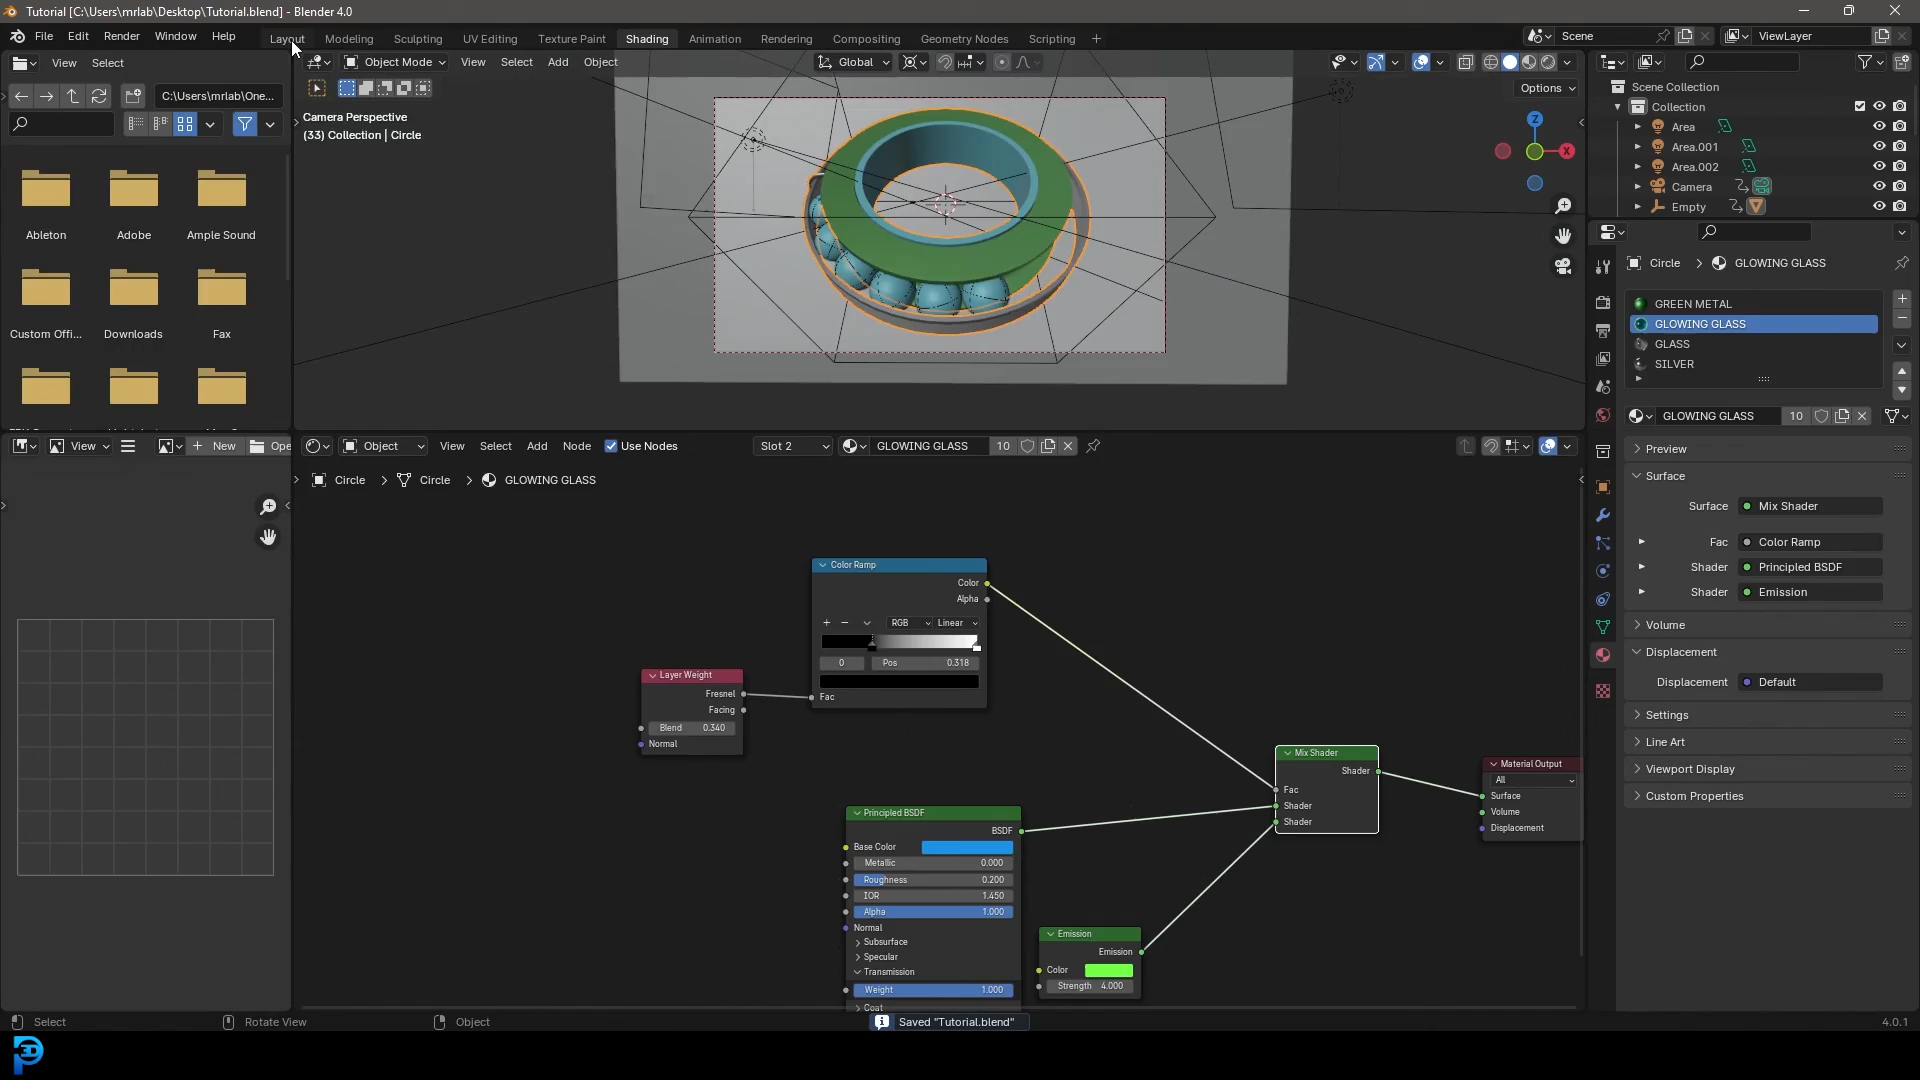 Tutorial [C:\Users\mrlab\Desktop\Tutorial.blend] - Blender 4.0
File Edit Render Window Help Layout Modeling Sculpting UV Editing Texture Paint Shading Animation Rendering Compositing Geometry Nodes Scripting + Scene ViewLayer
View Select Object Mode View Select Add Object Global
C:\Users\mrlab\One...
Options
Camera Perspective
(33) Collection | Circle
Z
X
Ableton Adobe Ample Sound
Custom Offi... Downloads Fax
Scene Collection
Collection
Area
Area.001
Area.002
Camera
Empty
Circle > GLOWING GLASS
GREEN METAL
GLOWING GLASS
GLASS
SILVER
GLOWING GLASS 10
Preview
Surface
Surface Mix Shader
Fac Color Ramp
Shader Principled BSDF
Shader Emission
Volume
Displacement
Displacement Default
Settings
Line Art
Viewport Display
Custom Properties
View + New Ope
Object View Select Add Node Use Nodes Slot 2 GLOWING GLASS 10
Circle > Circle > GLOWING GLASS
Color Ramp
Color
Alpha
RGB Linear
0 Pos 0.318
Fac
Layer Weight
Fresnel
Facing
Blend 0.340
Normal
Mix Shader
Shader
Fac
Shader
Shader
Material Output
All
Surface
Volume
Displacement
Principled BSDF
BSDF
Base Color
Metallic 0.000
Roughness 0.200
IOR 1.450
Alpha 1.000
Normal
Subsurface
Specular
Transmission
Weight 1.000
Coat
Emission
Emission
Color
Strength 4.000
Select Rotate View Object Saved "Tutorial.blend" 4.0.1